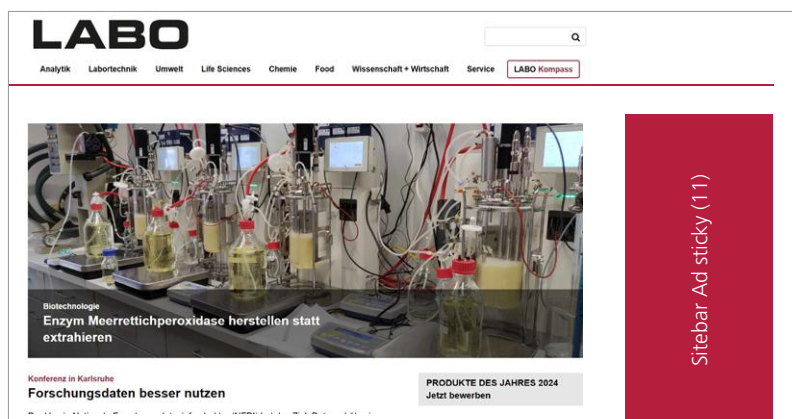 LABO
Analytik Labortechnik Umwelt Life Sciences Chemie Food Wissenschaft + Wirtschaft Service LABO Kompass
Sitebar Ad sticky (11)
Biotechnologie
Enzym Meerrettichperoxidase herstellen statt
extrahieren
Konferenz in Karlsruhe
Forschungsdaten besser nutzen
PRODUKTE DES JAHRES 2024
Jetzt bewerben